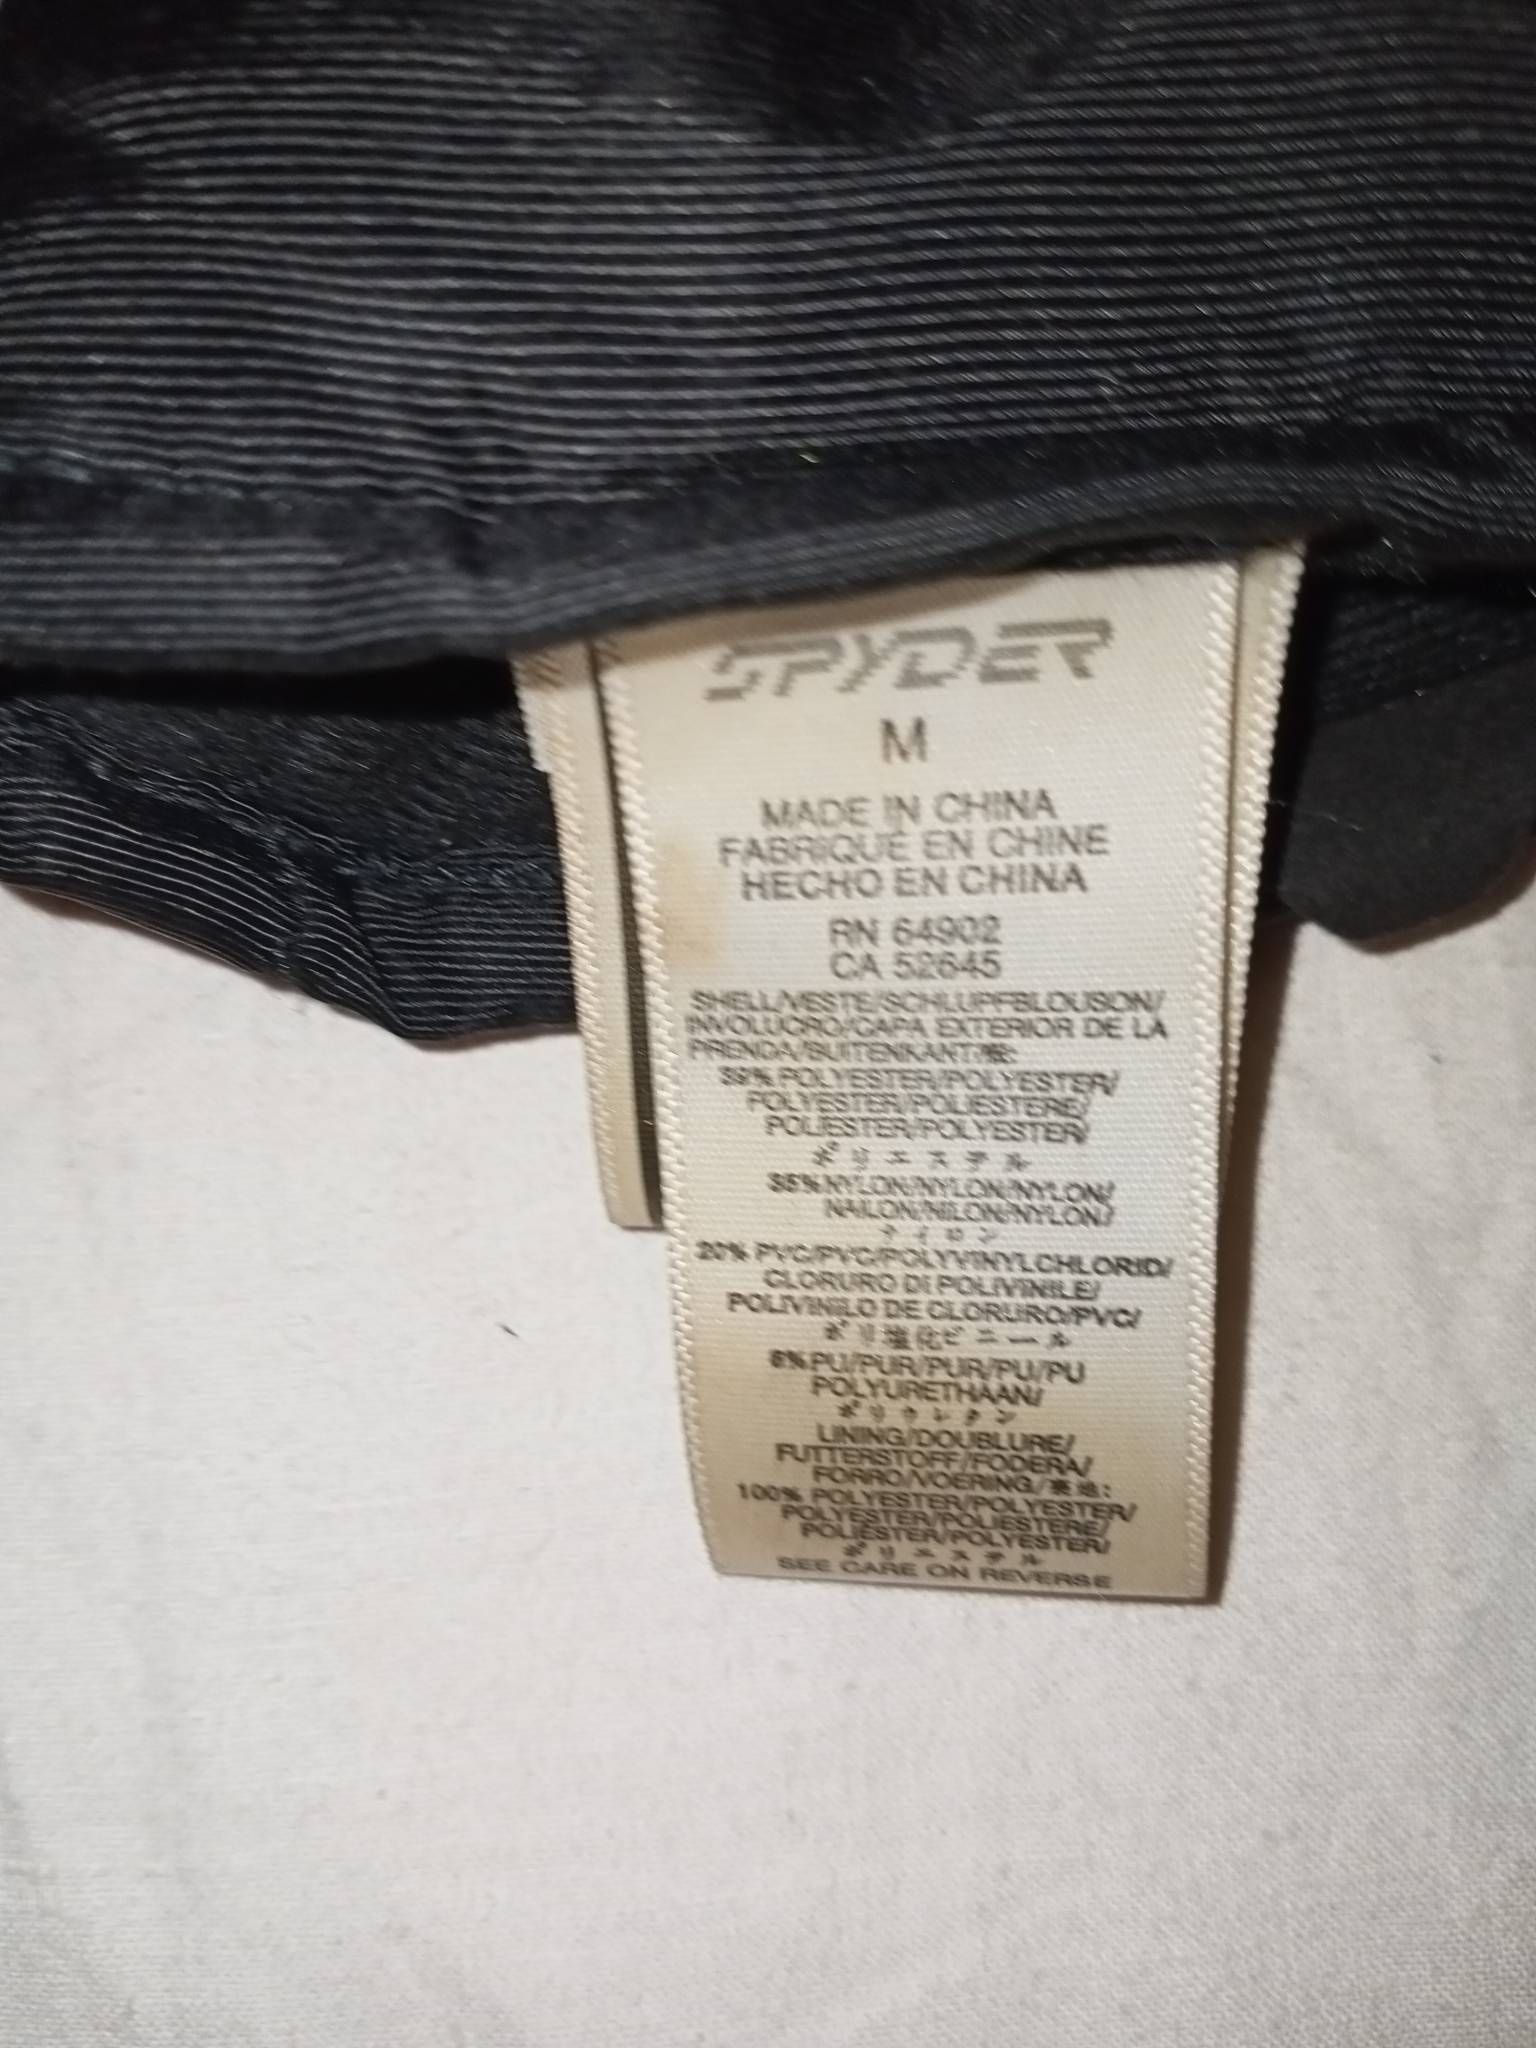 SPYDER
M
MADE IN CHINA
FABRIQUÉ EN CHINE
HECHO EN CHINA
RN 64902
CA 52645
SHELL/VESTE/SCHLUPFBLOUSON/
INVOLUCRO/CAPA EXTERIOR DE LA
PRENDA/BUITENKANT/
39% POLYESTER/POLYESTER/
POLYESTER/POLIESTERE/
POLIESTER/POLYESTER/
ポリエステル
35% NYLON/NYLON/NYLON/
NAILON/NILON/NYLON/
ナイロン
20% PVC/PVC/POLYVINYLCHLORID/
CLORURO DI POLIVINILE/
POLIVINILO DE CLORURO/PVC/
ポリ塩化ビニール
6% PU/PUR/PUR/PU/PU
POLYURETHAAN/
ポリウレタン
LINING/DOUBLURE/
FUTTERSTOFF/FODERA/
FORRO/VOERING/裏地:
100% POLYESTER/POLYESTER/
POLYESTER/POLIESTERE/
POLIESTER/POLYESTER/
ポリエステル
SEE CARE ON REVERSE